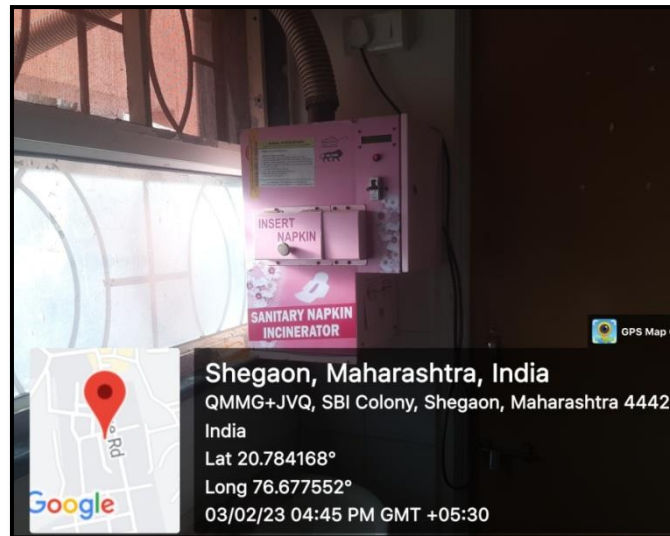 INSERT
NAPKIN
SANITARY NAPKIN
INCINERATOR
GPS Map
Shegaon, Maharashtra, India
QMMG+JVQ, SBI Colony, Shegaon, Maharashtra 4442
India
Lat 20.784168°
Long 76.677552°
03/02/23 04:45 PM GMT +05:30
Rd
Google